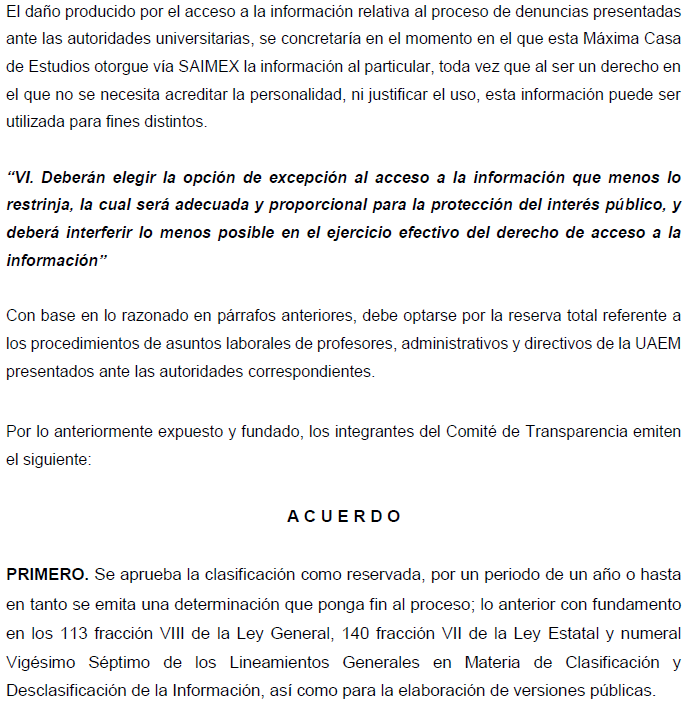 El daño producido por el acceso a la información relativa al proceso de denuncias presentadas
ante las autoridades universitarias, se concretaría en el momento en el que esta Máxima Casa
de Estudios otorgue vía SAIMEX la información al particular, toda vez que al ser un derecho en
el que no se necesita acreditar la personalidad, ni justificar el uso, esta información puede ser
utilizada para fines distintos.
“VI. Deberán elegir la opción de excepción al acceso a la información que menos lo
restrinja, la cual será adecuada y proporcional para la protección del interés público, y
deberá interferir lo menos posible en el ejercicio efectivo del derecho de acceso a la
información”
Con base en lo razonado en párrafos anteriores, debe optarse por la reserva total referente a
los procedimientos de asuntos laborales de profesores, administrativos y directivos de la UAEM
presentados ante las autoridades correspondientes.
Por lo anteriormente expuesto y fundado, los integrantes del Comité de Transparencia emiten
el siguiente:
A C U E R D O
PRIMERO. Se aprueba la clasificación como reservada, por un periodo de un año o hasta
en tanto se emita una determinación que ponga fin al proceso; lo anterior con fundamento
en los 113 fracción VIII de la Ley General, 140 fracción VII de la Ley Estatal y numeral
Vigésimo Séptimo de los Lineamientos Generales en Materia de Clasificación y
Desclasificación de la Información, así como para la elaboración de versiones públicas.